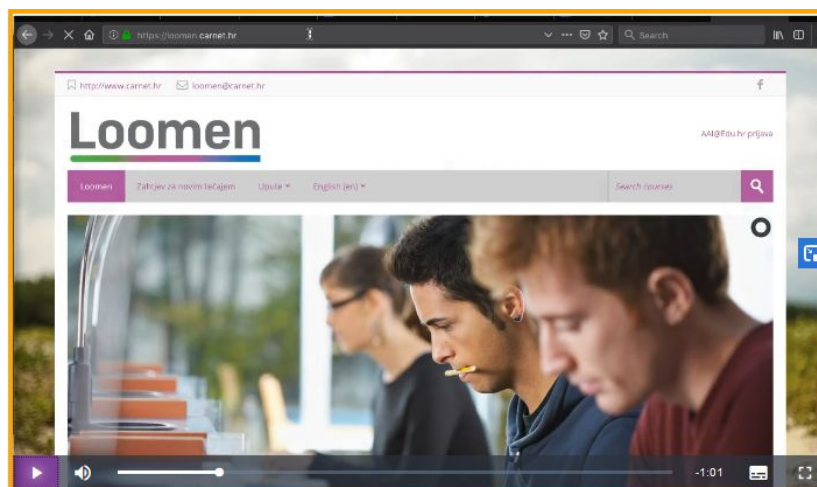 https://loomen.carnet.hr
Search
http://www.carnet.hr loomen@carnet.hr
Loomen
AAI@Edu.hr prijava
Loomen Zahtjev za novim tečajem Upute English (en) Search courses
-1:01